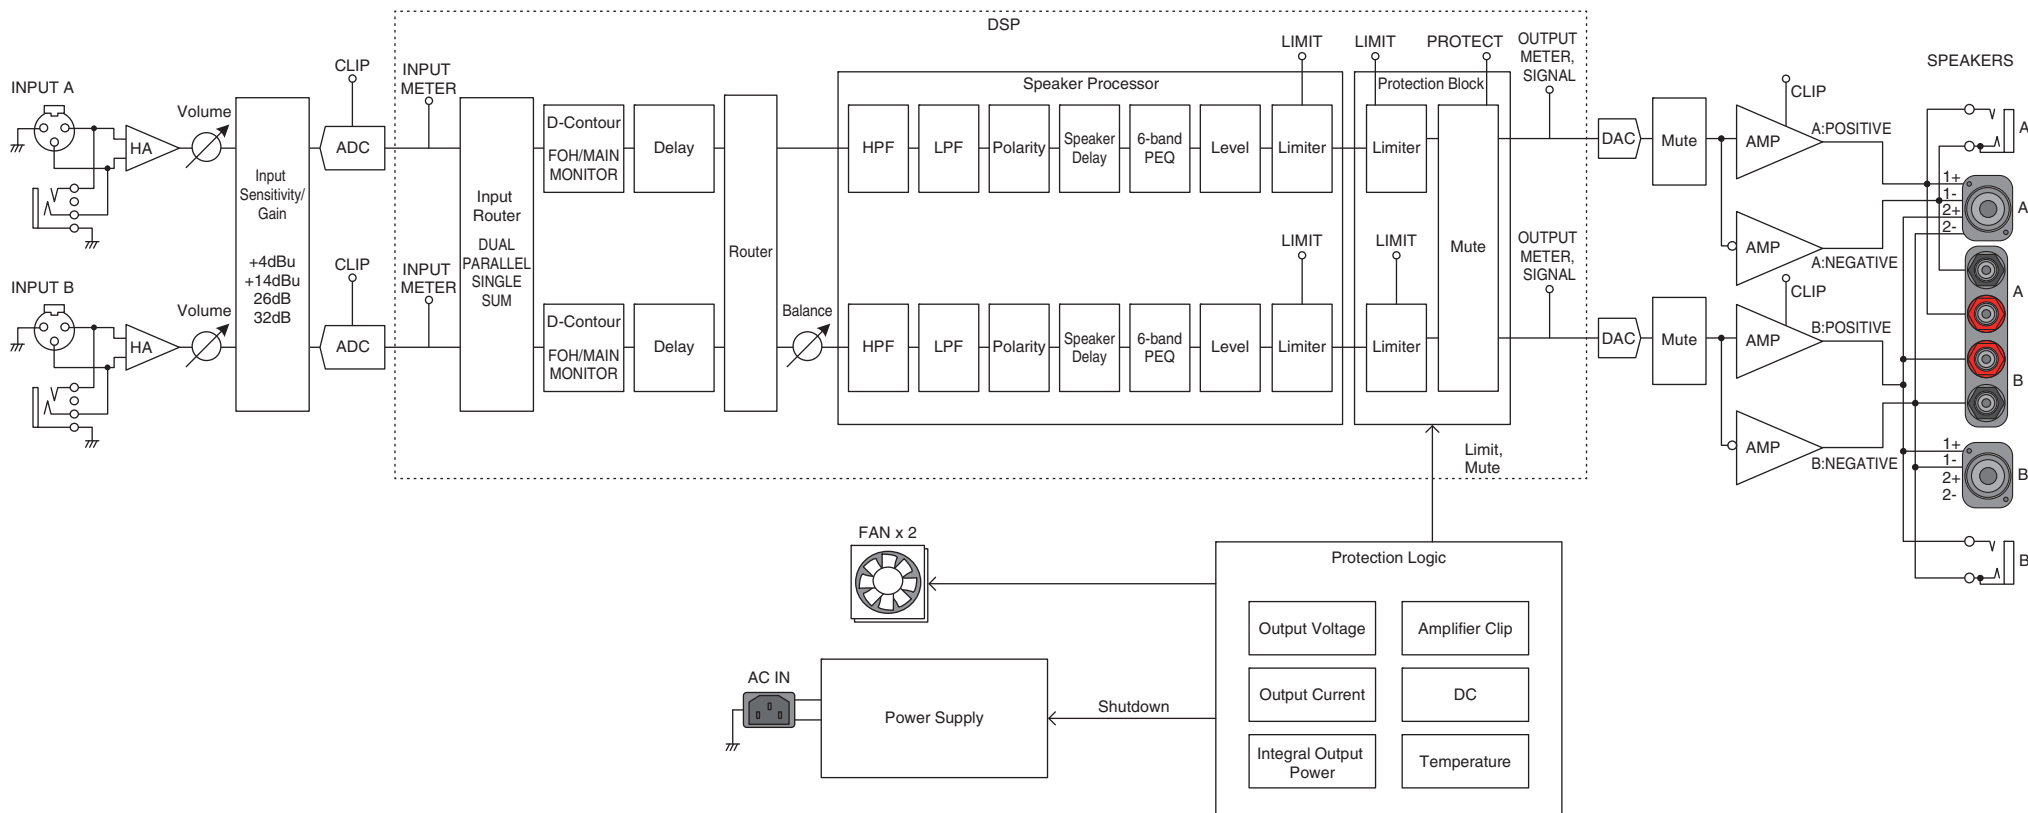 DSP
INPUT A
Volume
CLIP
INPUT
METER
HA
ADC
Input
Sensitivity/
Gain
+4dBu
+14dBu
26dB
32dB
Input
Router
DUAL
PARALLEL
SINGLE
SUM
D-Contour
FOH/MAIN
MONITOR
Delay
Router
Speaker Processor
LIMIT
HPF
LPF
Polarity
Speaker
Delay
6-band
PEQ
Level
Limiter
LIMIT
PROTECT
Protection Block
Limiter
Mute
OUTPUT
METER,
SIGNAL
DAC
Mute
CLIP
AMP
A:POSITIVE
AMP
A:NEGATIVE
SPEAKERS
A
1+
1-
2+
2-
A
INPUT B
Volume
CLIP
INPUT
METER
HA
ADC
D-Contour
FOH/MAIN
MONITOR
Delay
Balance
LIMIT
HPF
LPF
Polarity
Speaker
Delay
6-band
PEQ
Level
Limiter
LIMIT
Limiter
OUTPUT
METER,
SIGNAL
DAC
Mute
CLIP
AMP
B:POSITIVE
AMP
B:NEGATIVE
A
B
1+
1-
2+
2-
B
B
Limit,
Mute
FAN x 2
Protection Logic
Output Voltage
Amplifier Clip
Output Current
DC
Integral Output
Power
Temperature
AC IN
Power Supply
Shutdown